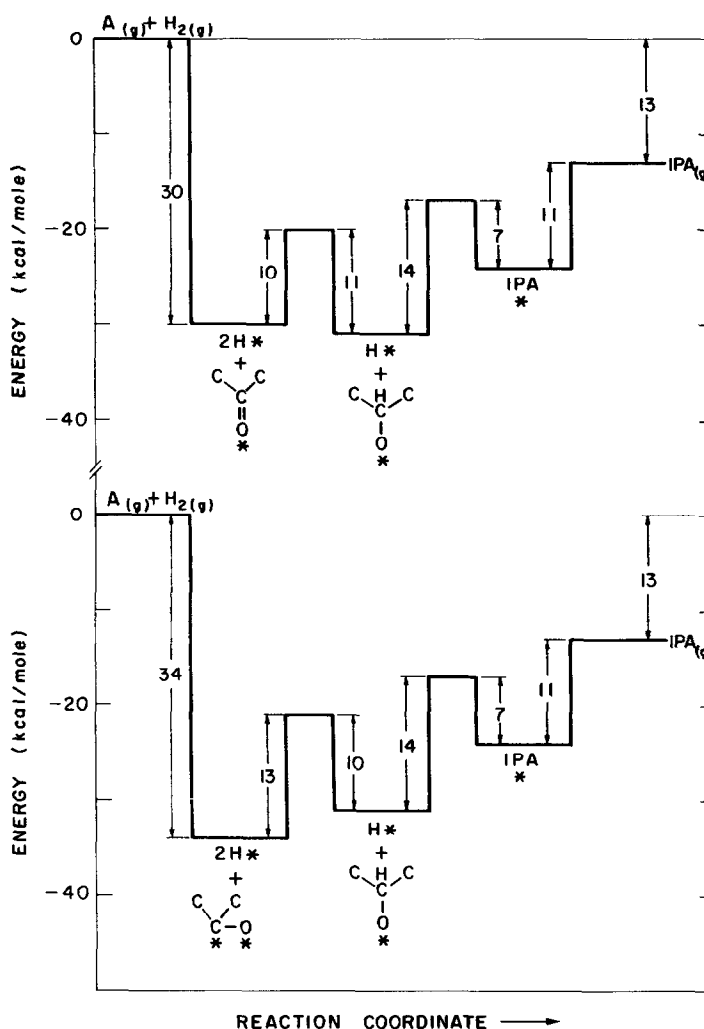 A (g) + H2(g)
0
13
IPA(g
30
11
-20
10
11
14
7
IPA
*
2H*
+
C C
C
O
*
H*
+
C H C
C
O
*
-40
ENERGY (kcal/mole)
A (g) + H2(g)
0
13
IPA(g
34
11
-20
13
10
14
7
IPA
*
2H*
+
C C
C-O
* *
H*
+
C H C
C
O
*
-40
ENERGY (kcal/mole)
REACTION COORDINATE